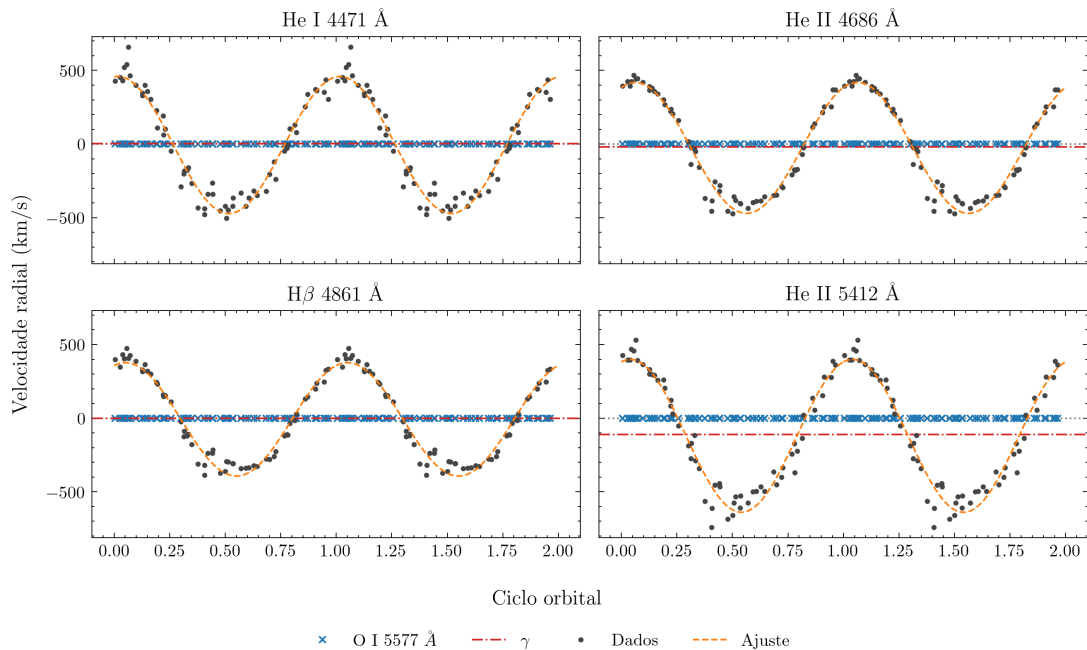 He I 4471 Å
He II 4686 Å
500
0
−500
Hβ 4861 Å
He II 5412 Å
500
0
−500
0.00 0.25 0.50 0.75 1.00 1.25 1.50 1.75 2.00
0.00 0.25 0.50 0.75 1.00 1.25 1.50 1.75 2.00
Velocidade radial (km/s)
Ciclo orbital
O I 5577 Å γ Dados Ajuste